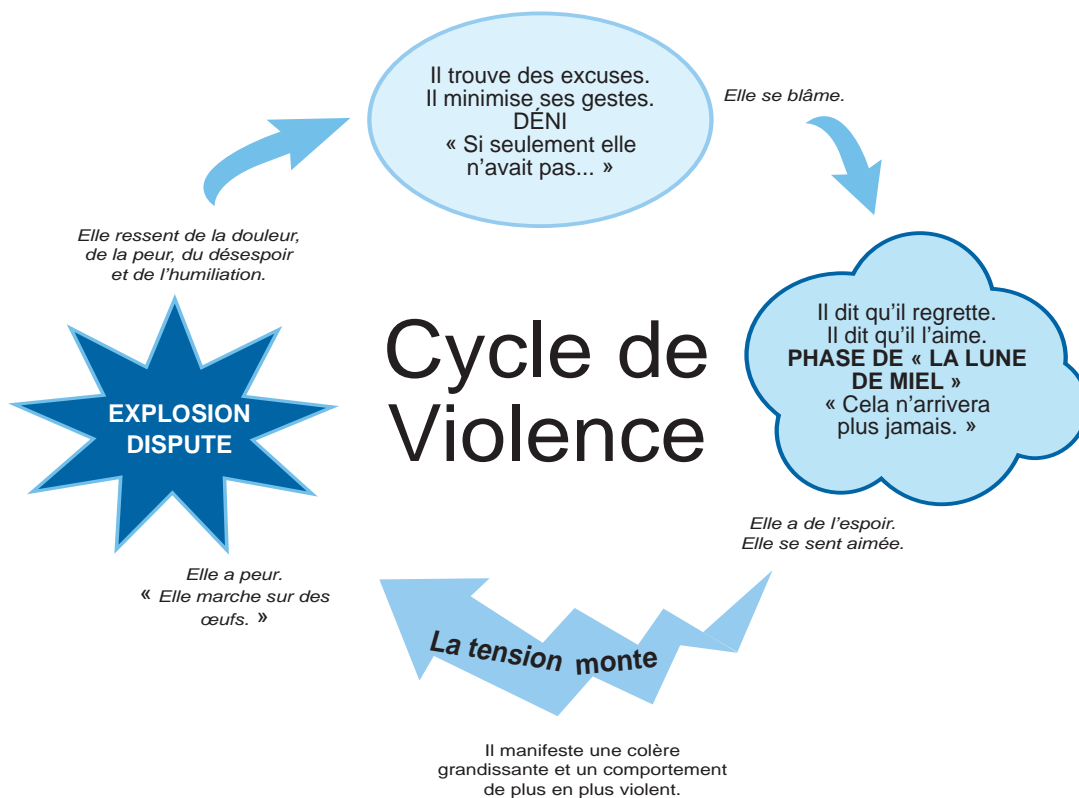 Il trouve des excuses.
Il minimise ses gestes.
DÉNI
« Si seulement elle
n’avait pas... »
Elle se blâme.
Elle ressent de la douleur,
de la peur, du désespoir
et de l’humiliation.
Il dit qu’il regrette.
Il dit qu’il l’aime.
PHASE DE « LA LUNE
DE MIEL »
« Cela n’arrivera
plus jamais. »
Cycle de
Violence
EXPLOSION
DISPUTE
Elle a de l’espoir.
Elle se sent aimée.
Elle a peur.
« Elle marche sur des
œufs. »
La tension monte
Il manifeste une colère
grandissante et un comportement
de plus en plus violent.